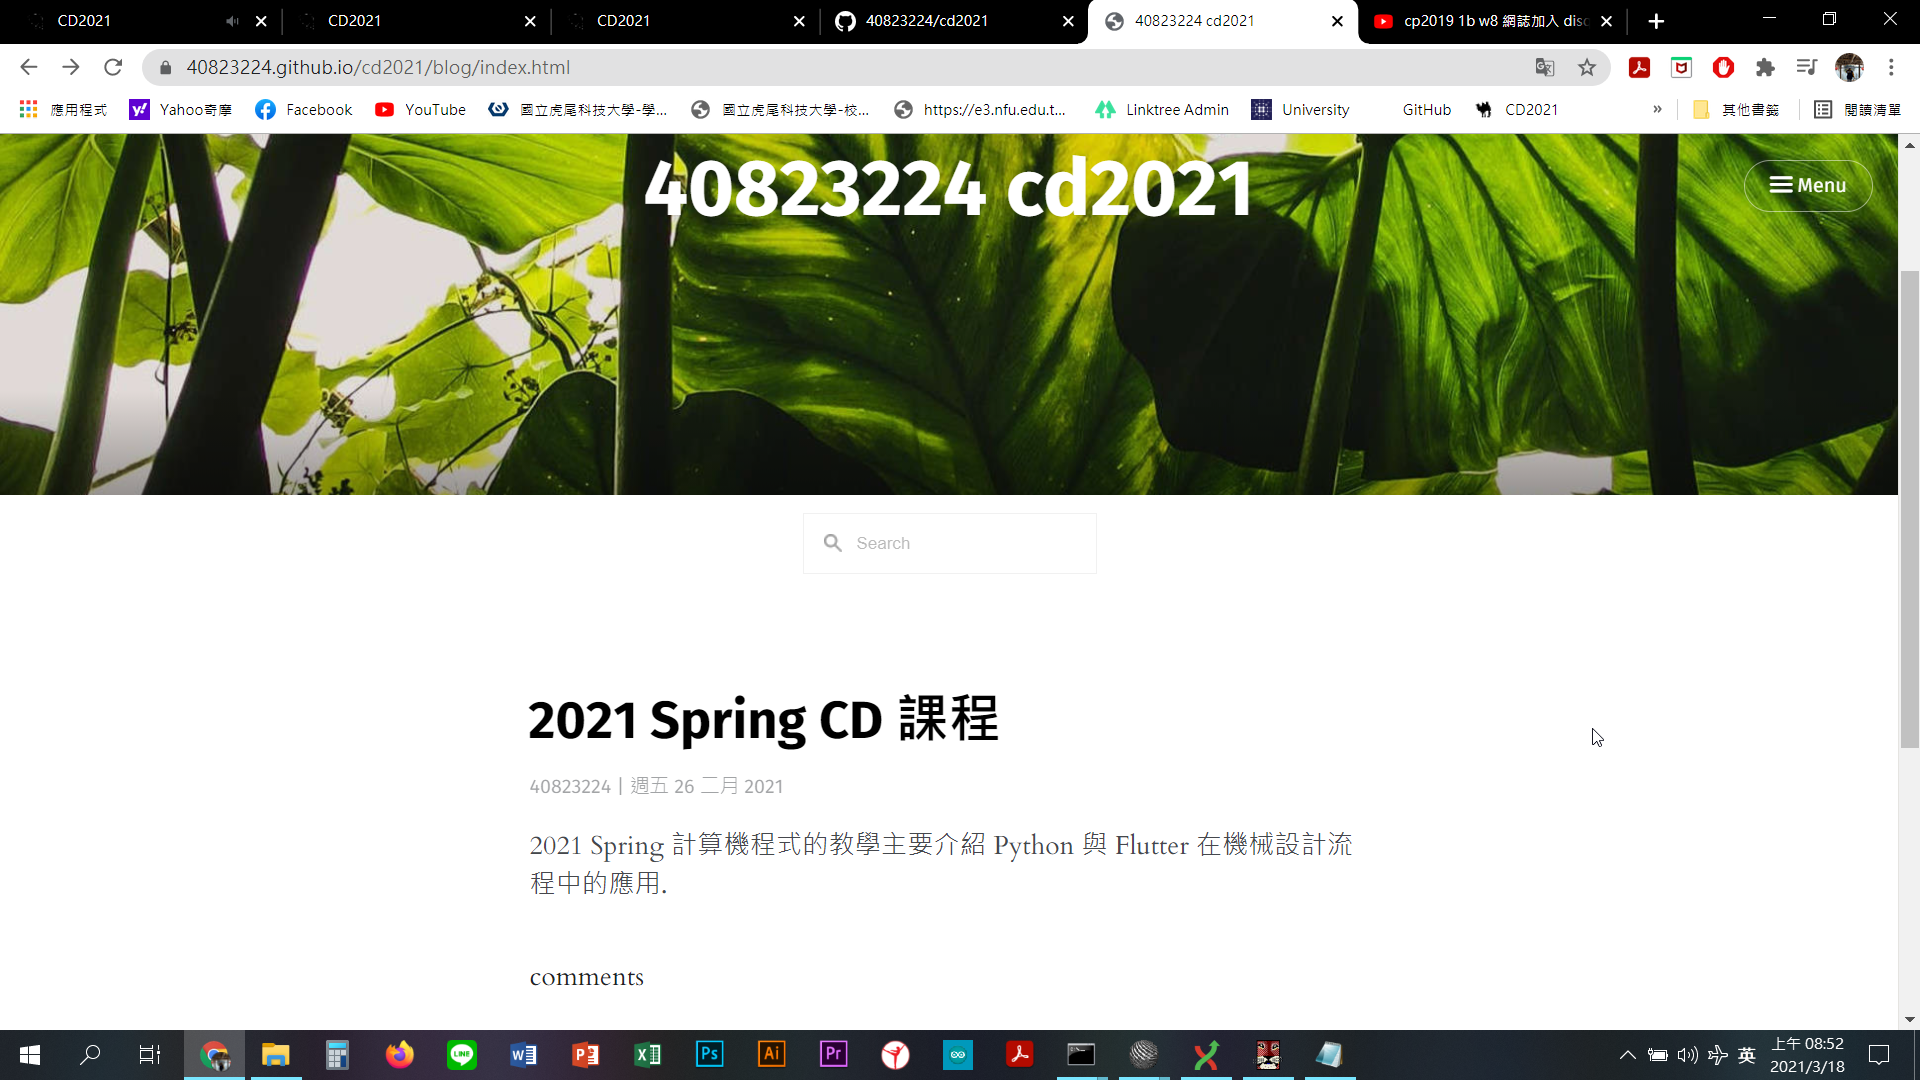 CD2021
CD2021
CD2021
40823224/cd2021
40823224 cd2021
cp2019 1b w8 網誌加入 disc
40823224.github.io/cd2021/blog/index.html
應用程式
Yahoo奇摩
Facebook
YouTube
國立虎尾科技大學-學...
國立虎尾科技大學-校...
https://e3.nfu.edu.t...
Linktree Admin
University
GitHub
CD2021
»
其他書籤
閱讀清單
40823224 cd2021
Menu
Search
2021 Spring CD 課程
40823224 | 週五 26 二月 2021
2021 Spring 計算機程式的教學主要介紹 Python 與 Flutter 在機械設計流
程中的應用.
comments
LINE
Ps
Ai
Pr
英
上午 08:52
2021/3/18